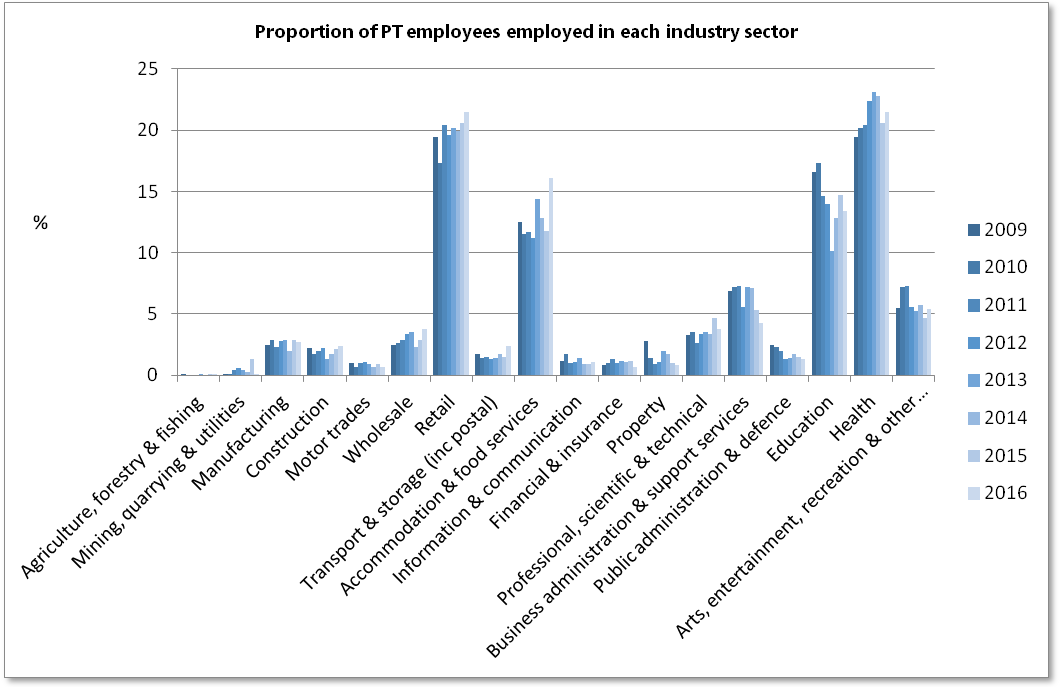 Proportion of PT employees employed in each industry sector
25
20
15
10
5
0
%
Agriculture, forestry & fishing
Mining, quarrying & utilities
Manufacturing
Construction
Motor trades
Wholesale
Retail
Transport & storage (inc postal)
Accommodation & food services
Information & communication
Financial & insurance
Property
Professional, scientific & technical
Business administration & support services
Public administration & defence
Education
Health
Arts, entertainment, recreation & other...
2009
2010
2011
2012
2013
2014
2015
2016